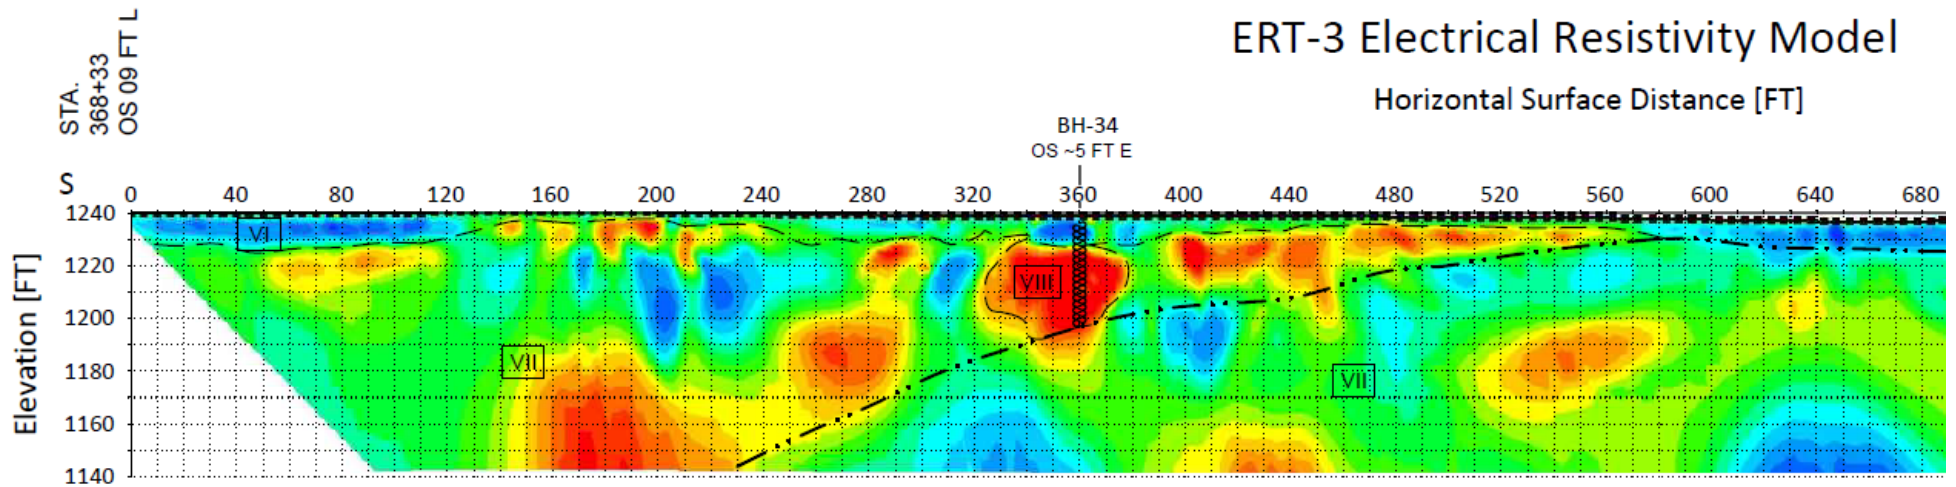 ERT-3 Electrical Resistivity Model
Horizontal Surface Distance [FT]
STA.
368+33
OS 09 FT L
BH-34
OS ~5 FT E
S
0 40 80 120 160 200 240 280 320 360 400 440 480 520 560 600 640 680
Elevation [FT]
1240
1220
1200
1180
1160
1140
VI
VIII
VII
VII